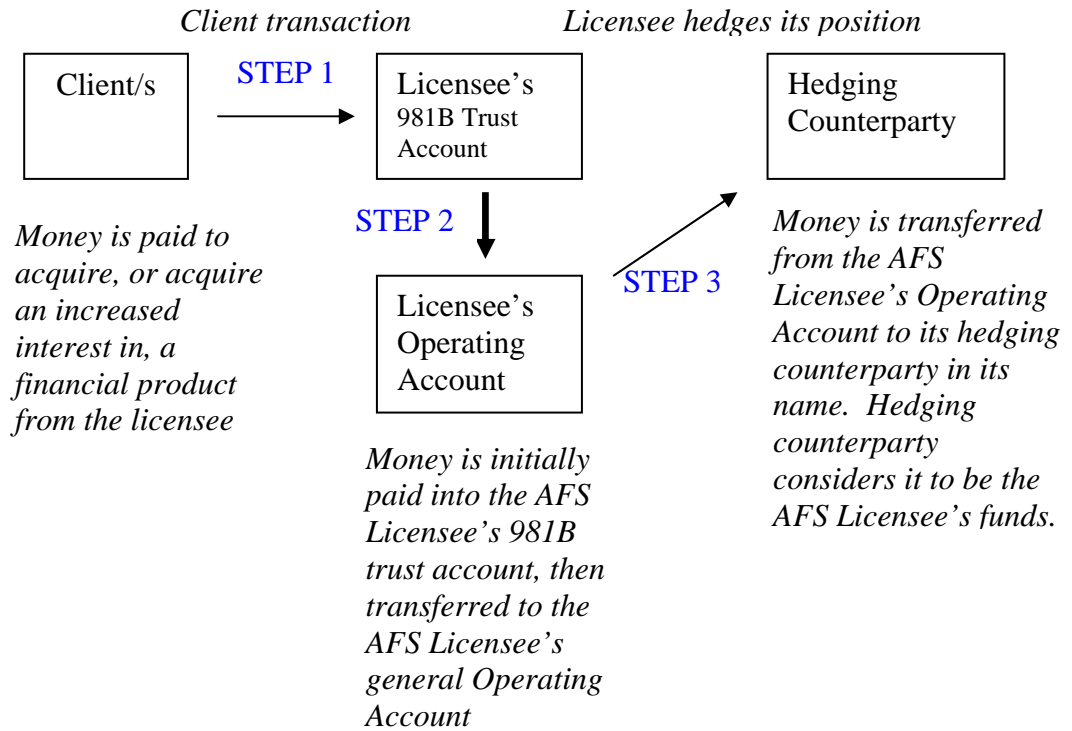 Client transaction
Licensee hedges its position
Client/s
STEP 1
Licensee’s
981B Trust
Account
Hedging
Counterparty
STEP 2
Money is paid to
acquire, or acquire
an increased
interest in, a
financial product
from the licensee
Licensee’s
Operating
Account
STEP 3
Money is transferred
from the AFS
Licensee’s Operating
Account to its hedging
counterparty in its
name. Hedging
counterparty
considers it to be the
AFS Licensee’s funds.
Money is initially
paid into the AFS
Licensee’s 981B
trust account, then
transferred to the
AFS Licensee’s
general Operating
Account